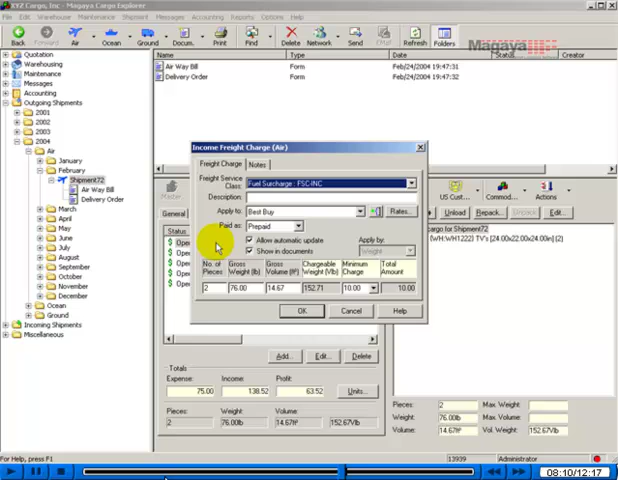 XYZ Cargo, Inc - Magaya Cargo Explorer
File Edit View Warehouse Maintenance Shipment Messages Accounting Reports Options Help
Back Forward Air Ocean Ground Docum. Print Find Delete Network Send EMail Refresh Folders
Magaya
Name Type Date Status Creator
Air Way Bill Form Feb/24/2004 19:47:31
Delivery Order Form Feb/24/2004 19:47:32
Quotation
Warehousing
Maintenance
Messages
Accounting
Outgoing Shipments
2001
2002
2003
2004
Air
January
February
Shipment72
Air Way Bill
Delivery Order
March
April
May
June
July
August
September
October
November
December
Ocean
Ground
Incoming Shipments
Miscellaneous
Income Freight Charge (Air)
Freight Charge Notes
Freight Service Class: Fuel Surcharge : FSC-INC
Description:
Apply to: Best Buy Rates...
Paid as: Prepaid
Allow automatic update Apply by:
Show in documents Weight
No. of Pieces Gross Weight (lb) Gross Volume (ft³) Chargeable Weight (Vlb) Minimum Charge Total Amount
2 76.00 14.67 152.71 10.00 10.00
OK Cancel Help
Master... US Cust... Commod... Actions
General Unload Repack... Divide
Status
cargo for Shipment72
(WH:WH1222) TV's [24.00x22.00x24.00in] (2)
Add... Edit... Delete
Totals
Expense: Income: Profit:
75.00 138.52 63.52 Units...
Pieces: Weight: Volume:
2 76.00lb 14.67ft³ 152.67Vlb
Pieces: 2 Max. Weight:
Weight: 76.00lb Max. Volume:
Volume: 14.67ft³ Vol. Weight: 152.67Vlb
For Help, press F1 13939 Administrator
08:10/12:17